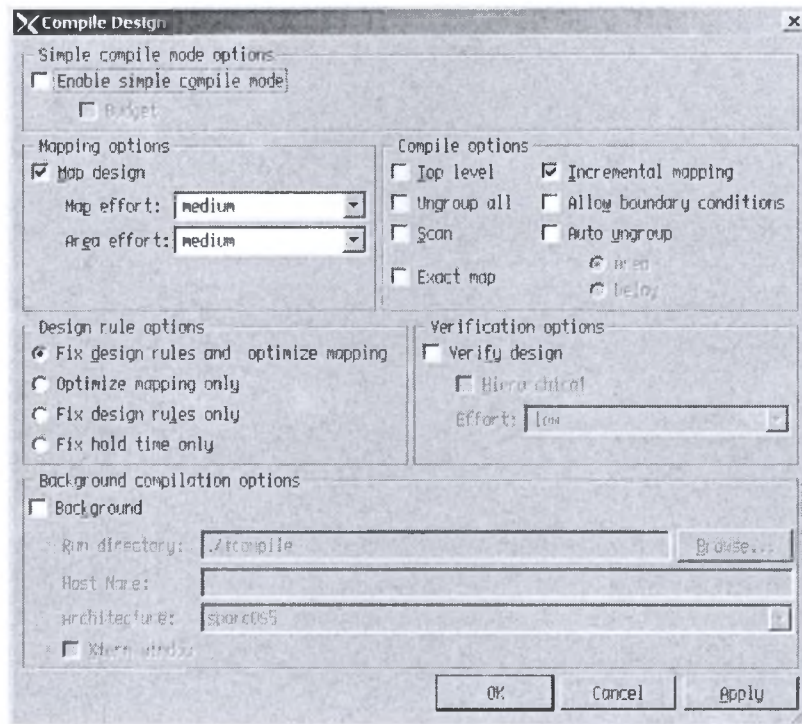 Compile Design
Simple compile mode options
Enable simple compile mode
Budget
Mapping options
Map design
Map effort: medium
Area effort: medium
Compile options
Top level
Incremental mapping
Ungroup all
Allow boundary conditions
Scan
Auto ungroup
Exact map
Area
Delay
Design rule options
Fix design rules and optimize mapping
Optimize mapping only
Fix design rules only
Fix hold time only
Verification options
Verify design
Hierarchical
Effort: low
Background compilation options
Background
Run directory: Browse...
Host Name:
Architecture: sparcOS5
Xterm window
OK Cancel Apply